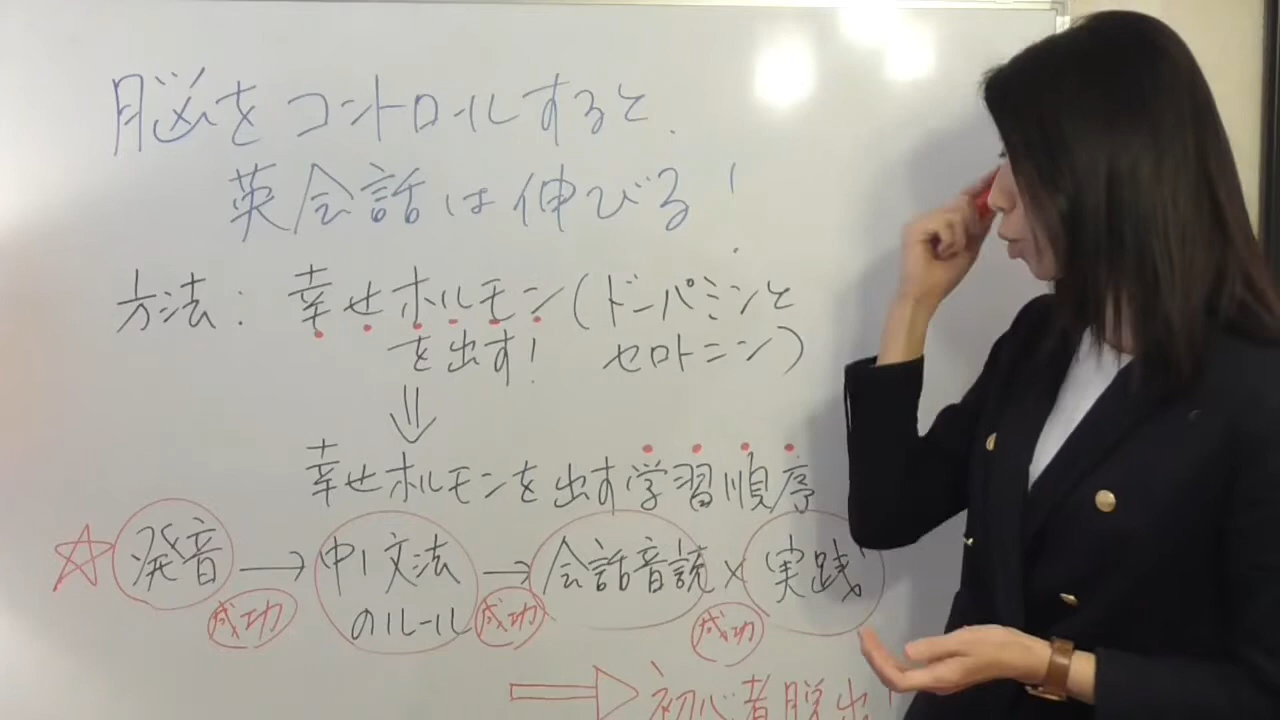 脳をコントロールすと、
英会話は伸びる!
方法: 幸せホルモン(ドーパミンと
を出す! セロトニン)
幸せホルモンを出す学習順序
☆発音→中1文法→会話音読×実践
のルール
成功 成功 成功
初心者脱出!